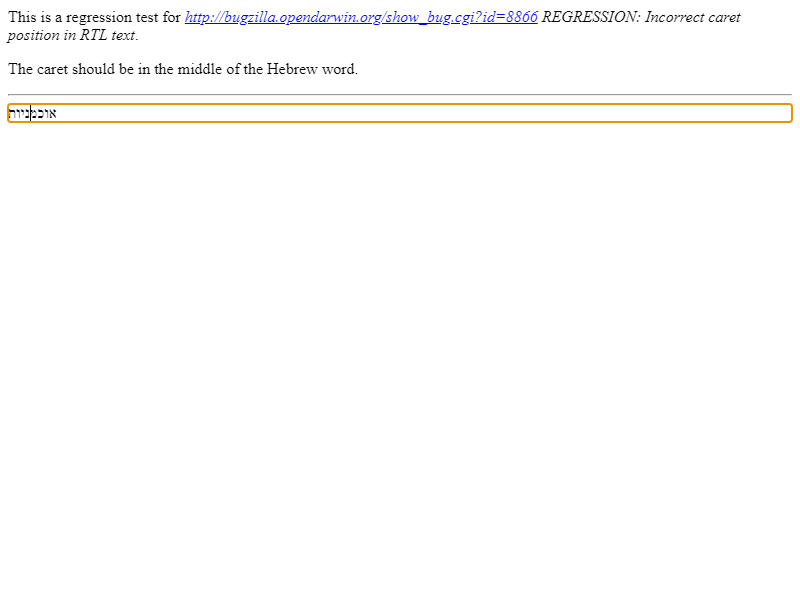 This is a regression test for http://bugzilla.opendarwin.org/show_bug.cgi?id=8866 REGRESSION: Incorrect caret
position in RTL text.
The caret should be in the middle of the Hebrew word.
אוכמניות